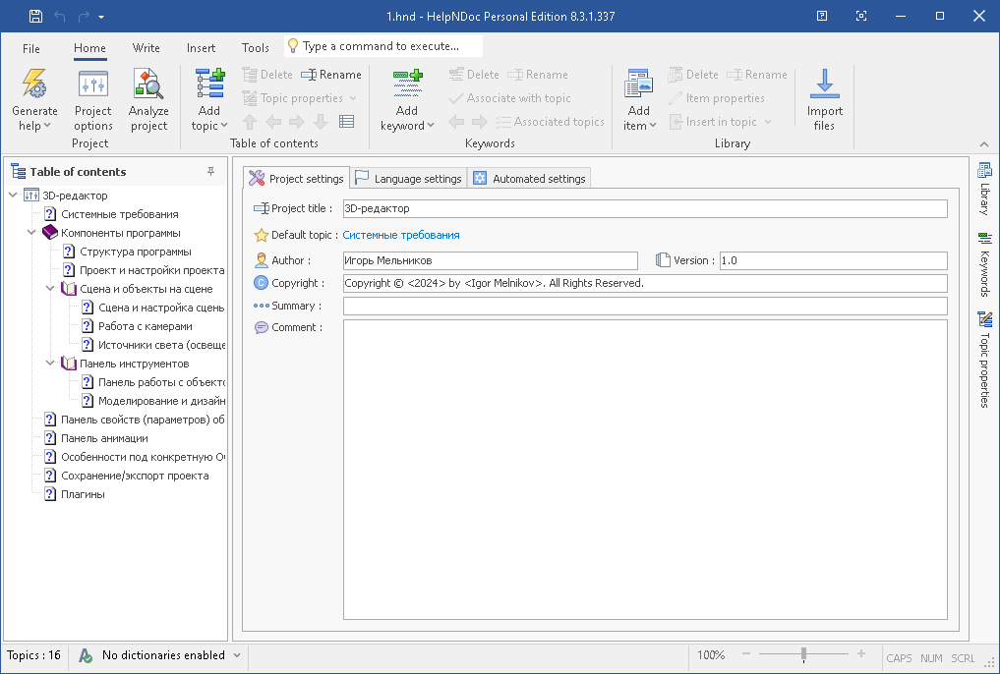 1.hnd - HelpNDoc Personal Edition 8.3.1.337
File
Home
Write
Insert
Tools
Type a command to execute...
Generate help
Project options
Analyze project
Project
Add topic
Delete
Rename
Topic properties
Table of contents
Add keyword
Delete
Rename
Associate with topic
Associated topics
Keywords
Add item
Delete
Rename
Item properties
Insert in topic
Library
Import files
Table of contents
3D-редактор
Системные требования
Компоненты программы
Структура программы
Проект и настройки проекта
Сцена и объекты на сцене
Сцена и настройка сцены
Работа с камерами
Источники света (освеще
Панель инструментов
Панель работы с объекто
Моделирование и дизайн
Панель свойств (параметров) об
Панель анимации
Особенности под конкретную О
Сохранение/экспорт проекта
Плагины
Project settings
Language settings
Automated settings
Project title :
3D-редактор
Default topic :
Системные требования
Author :
Игорь Мельников
Version :
1.0
Copyright :
Copyright © <2024> by <Igor Melnikov>. All Rights Reserved.
Summary :
Comment :
Library
Keywords
Topic properties
Topics : 16
No dictionaries enabled
100%
CAPS
NUM
SCRL